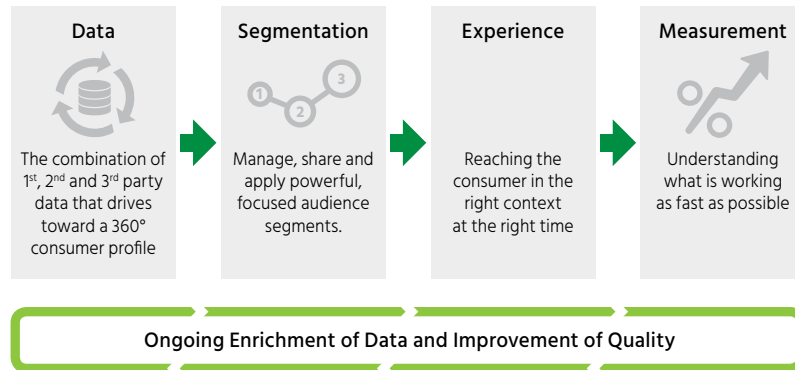 Data
The combination of
1st, 2nd and 3rd party
data that drives
toward a 360°
consumer profile
Segmentation
1
2
3
Manage, share and
apply powerful,
focused audience
segments.
Experience
Reaching the
consumer in the
right context
at the right time
Measurement
Understanding
what is working
as fast as possible
Ongoing Enrichment of Data and Improvement of Quality